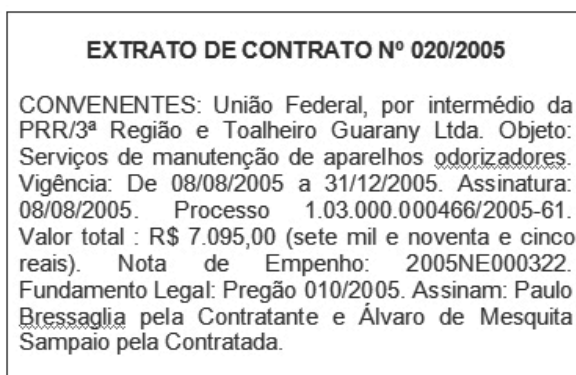 EXTRATO DE CONTRATO Nº 020/2005
CONVENENTES: União Federal, por intermédio da
PRR/3ª Região e Toalheiro Guarany Ltda. Objeto:
Serviços de manutenção de aparelhos odorizadores.
Vigência: De 08/08/2005 a 31/12/2005. Assinatura:
08/08/2005. Processo 1.03.000.000466/2005-61.
Valor total : R$ 7.095,00 (sete mil e noventa e cinco
reais). Nota de Empenho: 2005NE000322.
Fundamento Legal: Pregão 010/2005. Assinam: Paulo
Bressaglia pela Contratante e Álvaro de Mesquita
Sampaio pela Contratada.